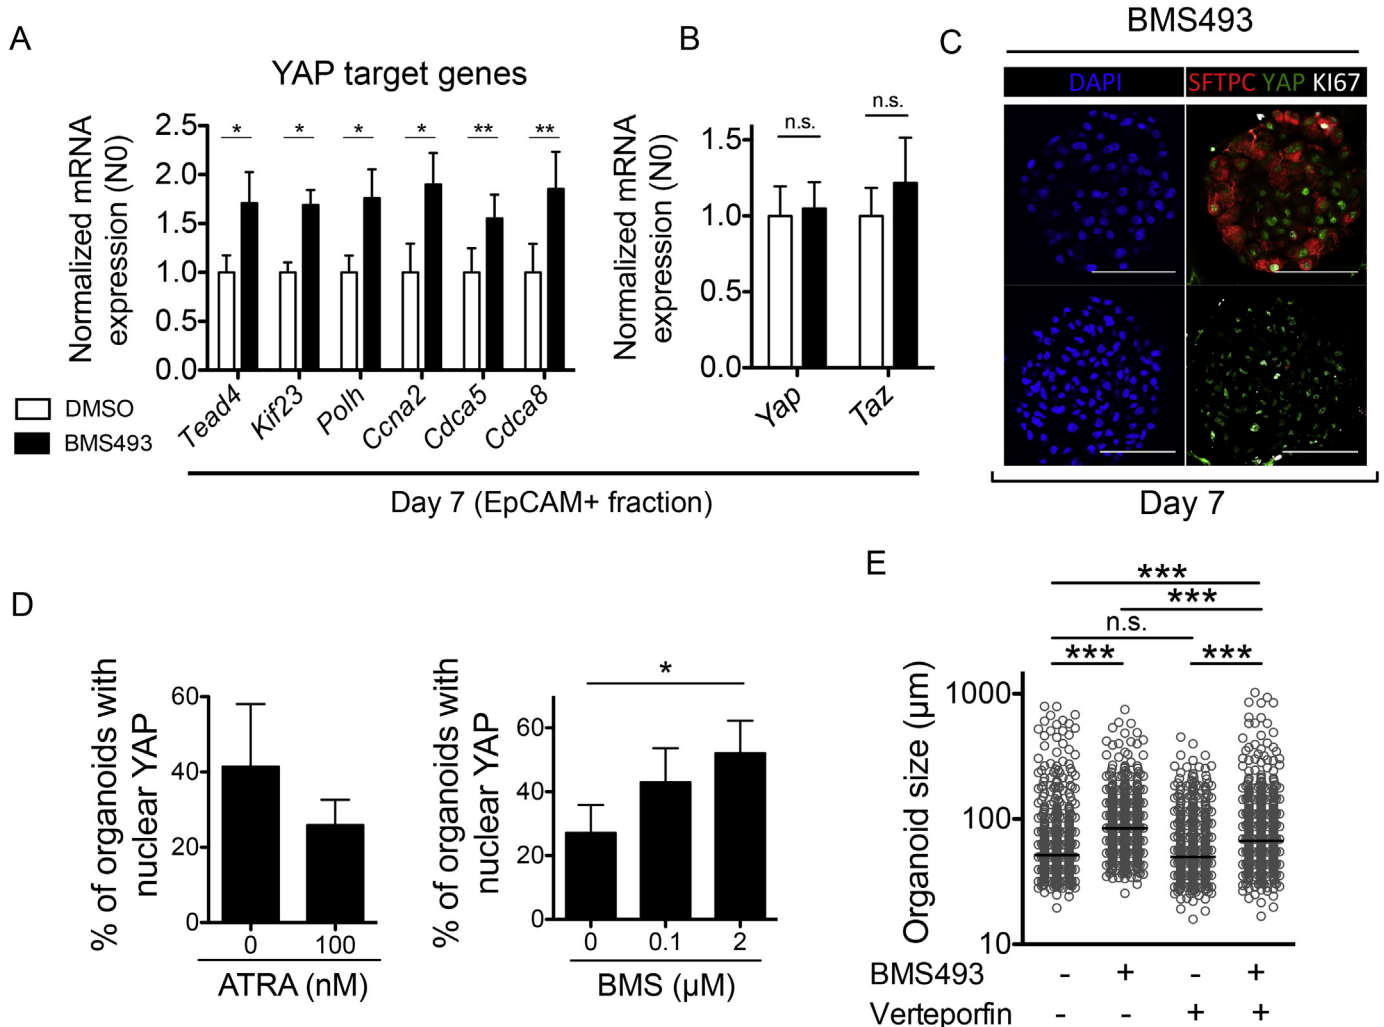 A
YAP target genes
Normalized mRNA
expression (N0)
2.5
2.0
1.5
1.0
0.5
0.0
* * * * ** **
Tead4 Kif23 Polh Ccna2 Cdca5 Cdca8
DMSO
BMS493
B
Normalized mRNA
expression (N0)
1.5
1.0
0.5
0.0
n.s. n.s.
Yap Taz
Day 7 (EpCAM+ fraction)
C
BMS493
DAPI SFTPC YAP KI67
Day 7
D
% of organoids with
nuclear YAP
60
40
20
0
0 100
ATRA (nM)
% of organoids with
nuclear YAP
60
40
20
0
*
0 0.1 2
BMS (µM)
E
***
***
n.s.
*** ***
Organoid size (µm)
1000
100
10
BMS493 - + - +
Verteporfin - - + +